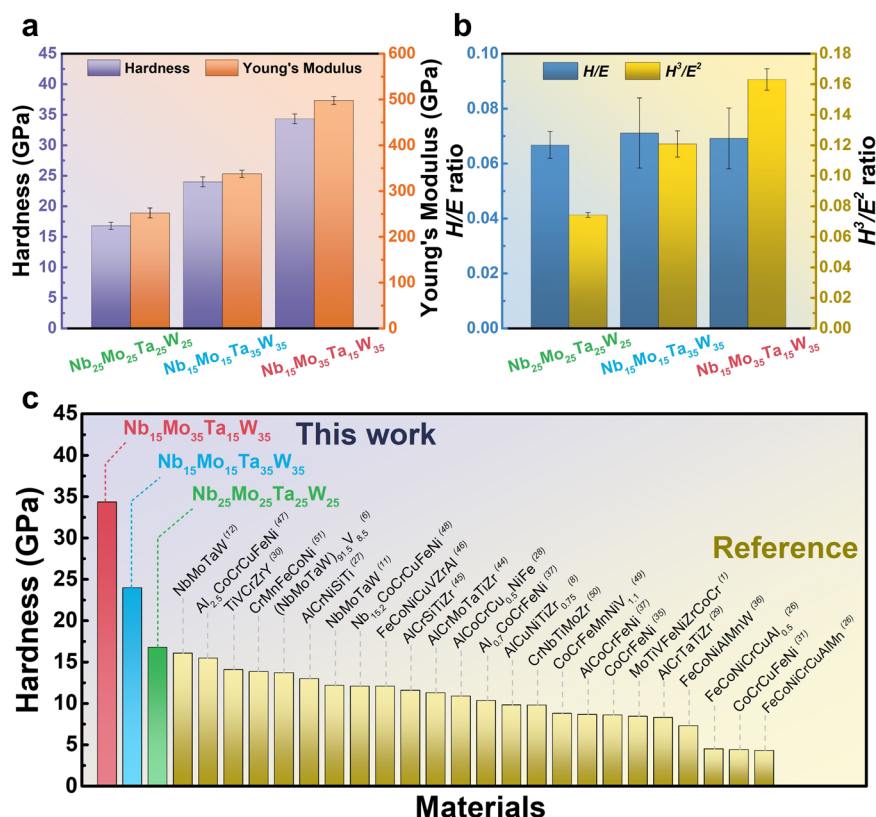 a
45
40
35
30
25
20
15
10
5
0
Hardness (GPa)
Hardness
Young's Modulus
600
500
400
300
200
100
0
Young's Modulus (GPa)
Nb₂₅Mo₂₅Ta₂₅W₂₅
Nb₁₅Mo₁₅Ta₃₅W₃₅
Nb₁₅Mo₃₅Ta₁₅W₃₅
b
0.10
0.08
0.06
0.04
0.02
0.00
H/E ratio
H/E
H³/E²
0.18
0.16
0.14
0.12
0.10
0.08
0.06
0.04
0.02
0.00
H³/E² ratio
Nb₂₅Mo₂₅Ta₂₅W₂₅
Nb₁₅Mo₁₅Ta₃₅W₃₅
Nb₁₅Mo₃₅Ta₁₅W₃₅
c
45
40
35
30
25
20
15
10
5
0
Hardness (GPa)
Nb₁₅Mo₃₅Ta₁₅W₃₅
Nb₁₅Mo₁₅Ta₃₅W₃₅
Nb₂₅Mo₂₅Ta₂₅W₂₅
This work
Reference
NbMoTaW (12)
Al₂.₅CoCrCuFeNi (47)
TiVCrZrY (30)
CrMnFeCoNi (51)
(NbMoTaW)₉₁.₅V₈.₅ (6)
AlCrNiSiTi (27)
NbMoTaW (11)
Nb₁₅.₂CoCrCuFeNi (48)
FeCoNiCuVZrAl (46)
AlCrSiTiZr (45)
AlCrMoTaTiZr (44)
AlCoCrCu₀.₅NiFe (28)
Al₀.₇CoCrFeNi (37)
AlCuNiTiZr₀.₇₅ (8)
CrNbTiMoZr (50)
CoCrFeMnNiV₁.₁ (49)
AlCoCrFeNi (37)
CoCrFeNi (35)
MoTiVFeNiZrCoCr (1)
AlCrTaTiZr (29)
FeCoNiAlMnW (36)
FeCoNiCrCuAl₀.₅ (26)
CoCrCuFeNi (31)
FeCoNiCrCuAlMn (26)
Materials